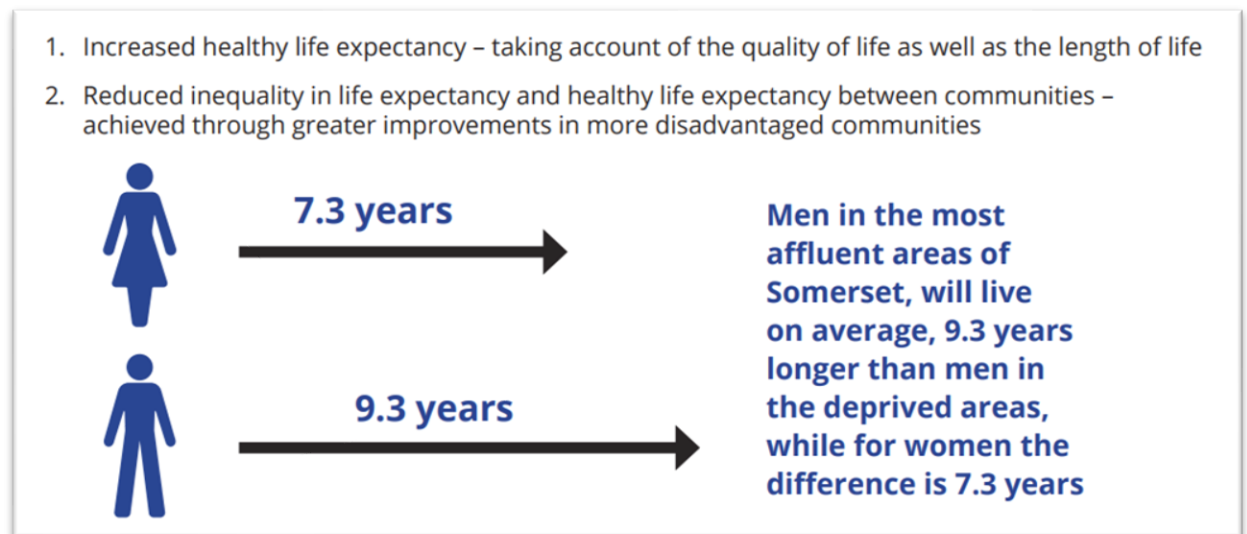 1. Increased healthy life expectancy – taking account of the quality of life as well as the length of life
2. Reduced inequality in life expectancy and healthy life expectancy between communities –
achieved through greater improvements in more disadvantaged communities
7.3 years
9.3 years
Men in the most
affluent areas of
Somerset, will live
on average, 9.3 years
longer than men in
the deprived areas,
while for women the
difference is 7.3 years